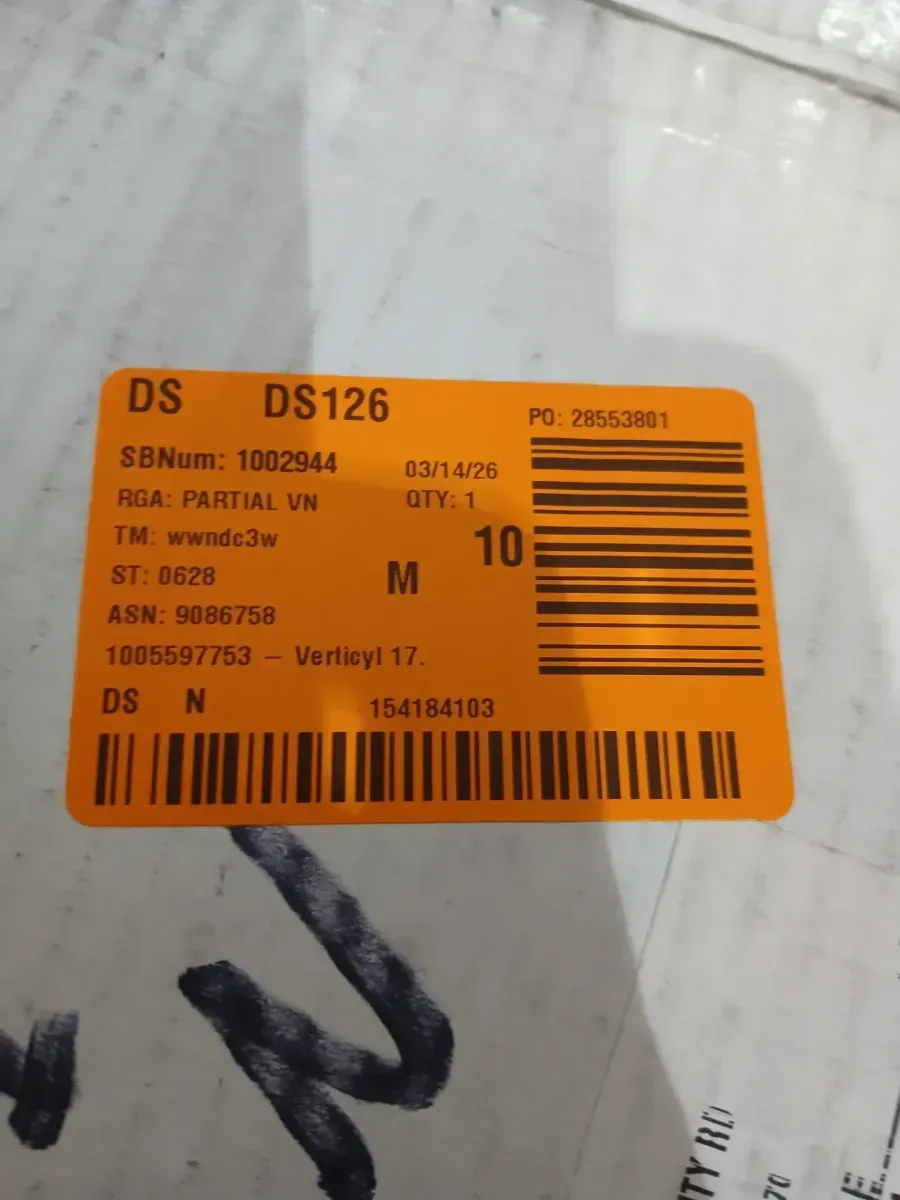 DS DS126
PO: 28553801
SBNum: 1002944 03/14/26
RGA: PARTIAL VN QTY: 1
TM: wwndc3w 10
ST: 0628 M
ASN: 9086758
1005597753 – Verticyl 17.
DS N 154184103